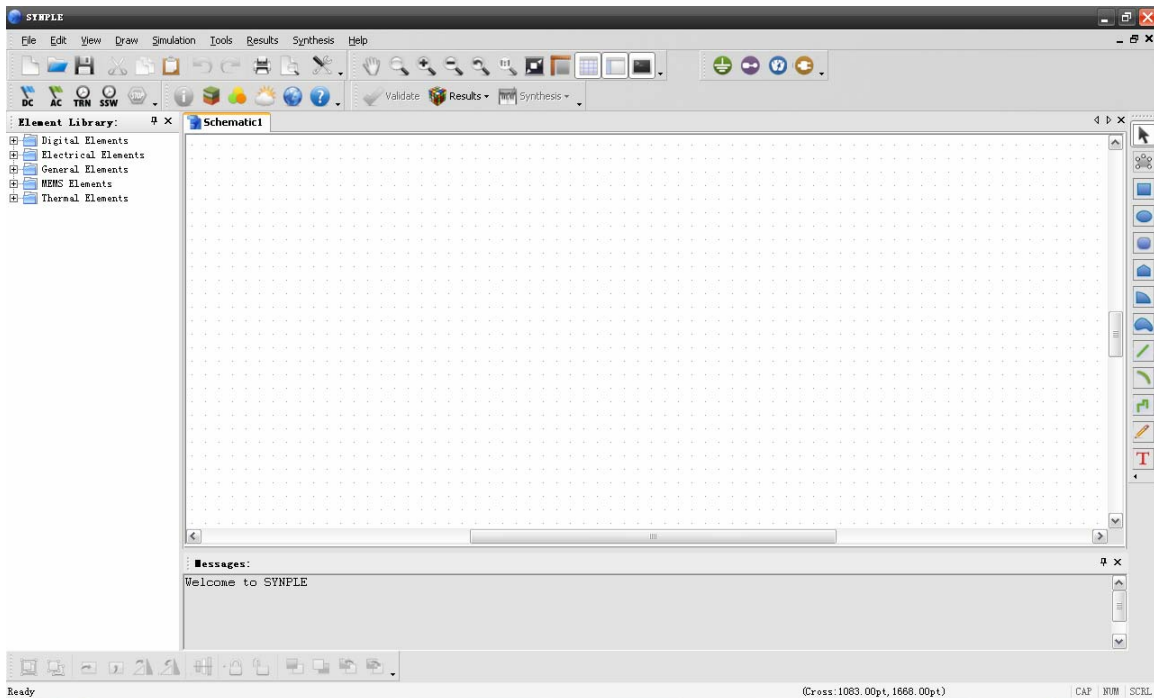 SYNPLE
File Edit View Draw Simulation Tools Results Synthesis Help
DC AC TRN SSW Validate Results Synthesis
Element Library: Schematic1
Digital Elements
Electrical Elements
General Elements
MEMS Elements
Thermal Elements
T
Messages:
Welcome to SYNPLE
Ready (Cross:1083.00pt,1668.00pt) CAP NUM SCRL